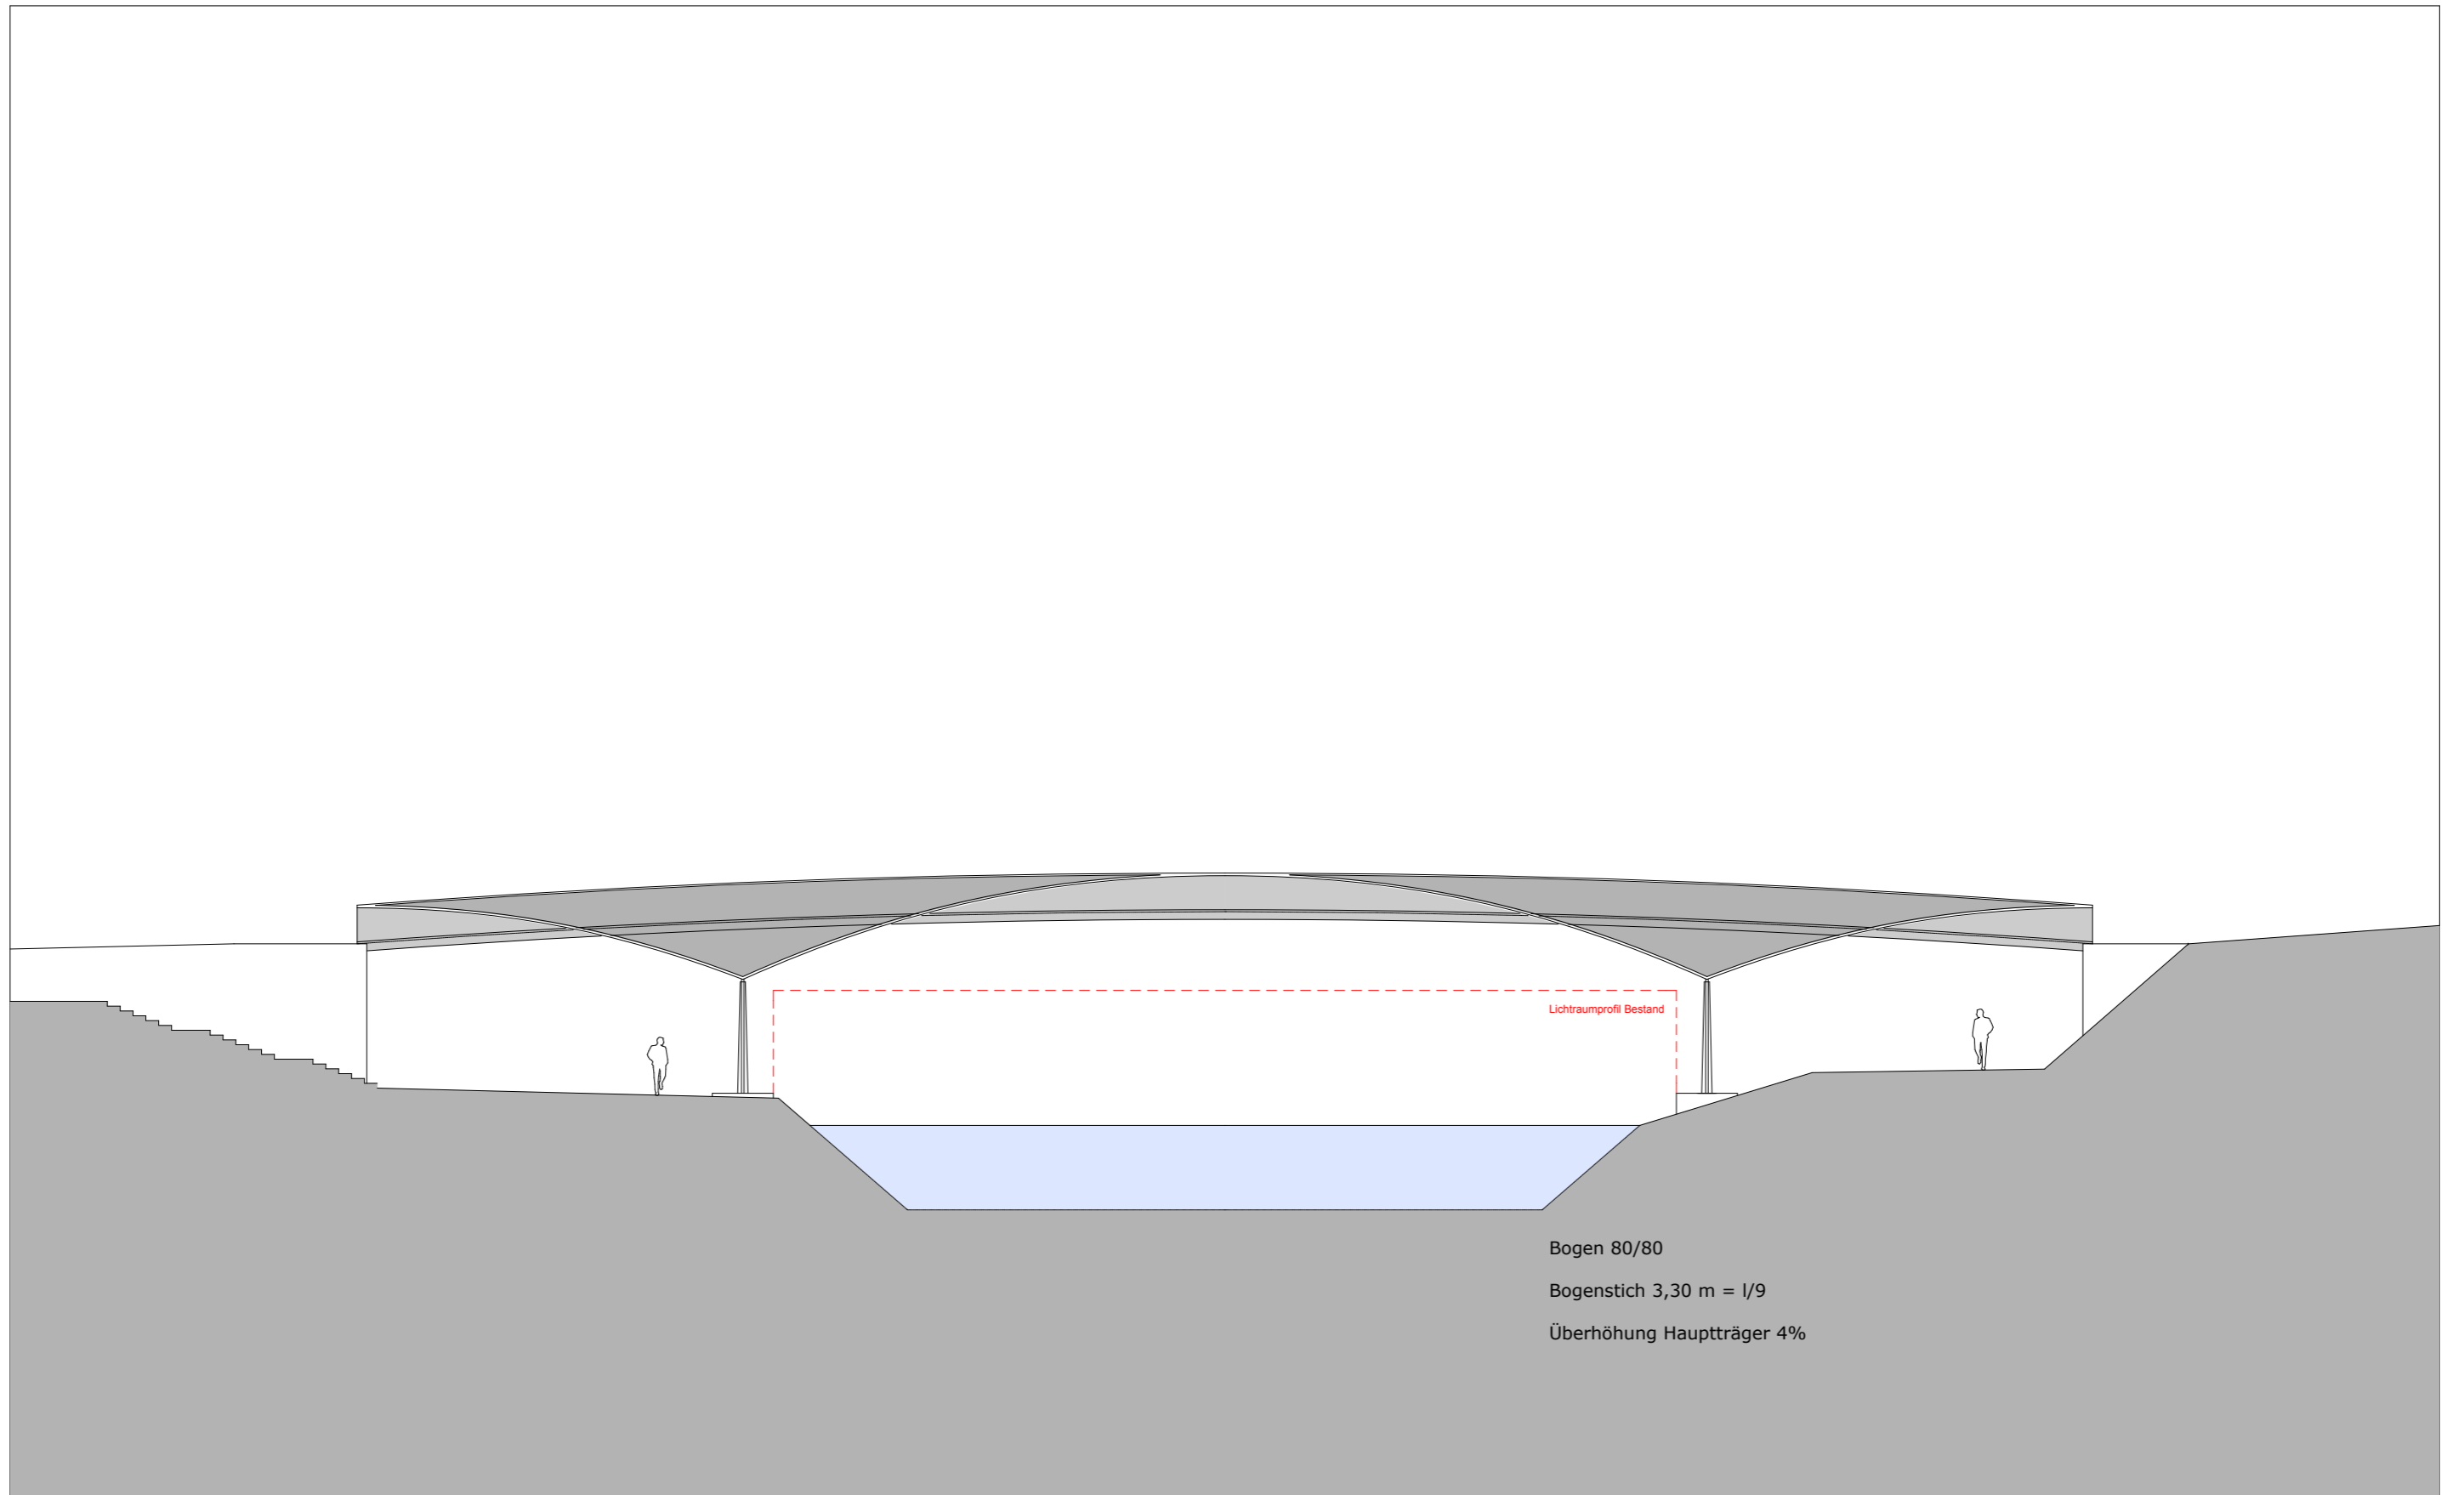 Lichtraumprofil Bestand
Bogen 80/80
Bogenstich 3,30 m = l/9
Überhöhung Hauptträger 4%